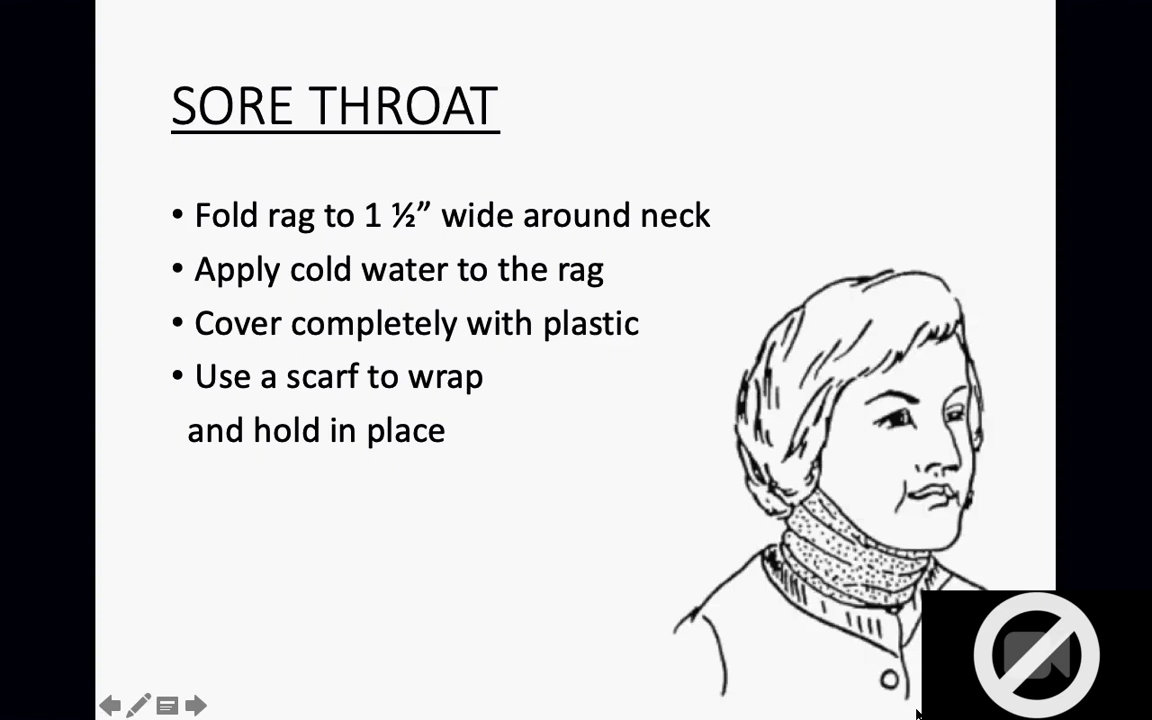 SORE THROAT
• Fold rag to 1 ½” wide around neck
• Apply cold water to the rag
• Cover completely with plastic
• Use a scarf to wrap
and hold in place